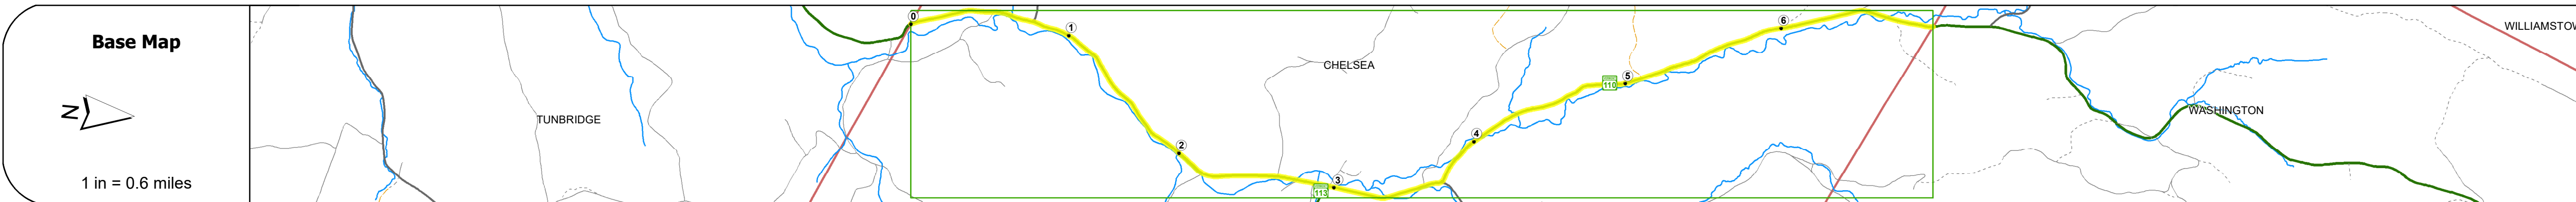 Base Map
N
1 in = 0.6 miles
TUNBRIDGE
0
1
2
CHELSEA
113
3
4
110
5
6
WASHINGTON
WILLIAMSTOW